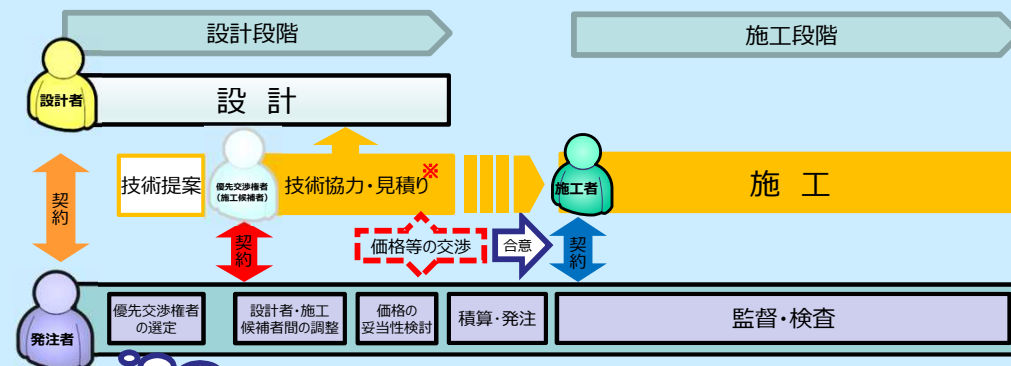 設計段階
施工段階
設計者
設 計
契約
技術提案
優先交渉権者
(施工候補者)
技術協力・見積り※
施工者
施 工
契約
価格等の交渉
合意
契約
発注者
優先交渉権者
の選定
設計者・施工
候補者間の調整
価格の
妥当性検討
積算・発注
監督・検査